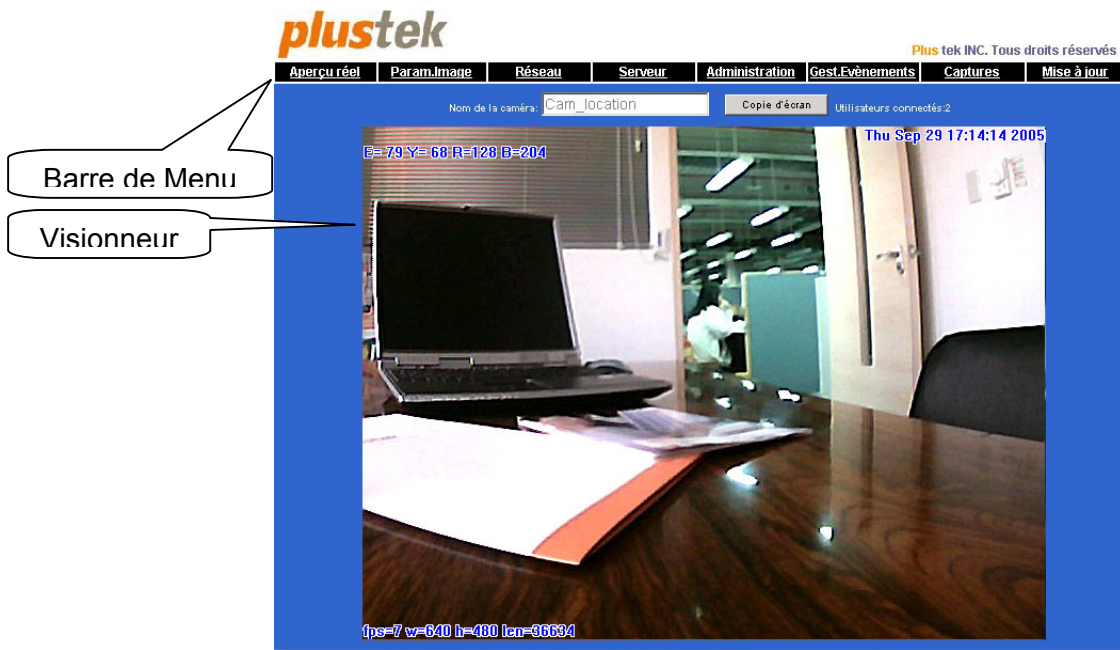 plustek
Plus tek INC. Tous droits réservés
Aperçu réel Param.Image Réseau Serveur Administration Gest.Evènements Captures Mise à jour
Nom de la caméra: Cam_location Copie d'écran Utilisateurs connectés:2
Thu Sep 29 17:14:14 2005
E= 79 Y= 68 R=128 B=204
Barre de Menu
Visionneur
fps=7 w=640 h=480 len=36634